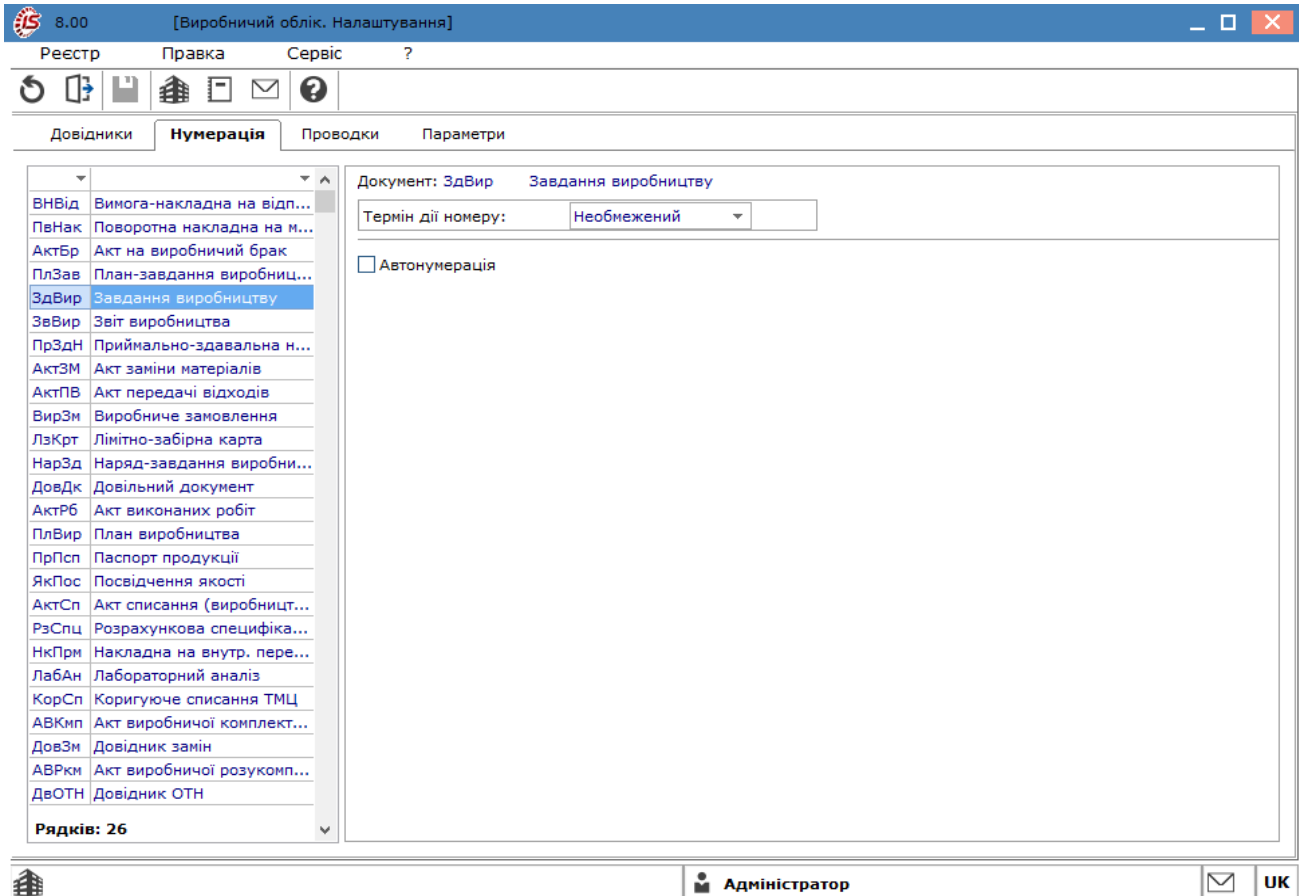 8.00 [Виробничий облік. Налаштування]
Реєстр Правка Сервіс ?
Довідники Нумерація Проводки Параметри
ВНВід Вимога-накладна на відп...
ПвНак Поворотна накладна на м...
АктБр Акт на виробничий брак
ПлЗав План-завдання виробниц...
ЗдВир Завдання виробництву
ЗвВир Звіт виробництва
ПрЗдН Приймально-здавальна н...
АктЗМ Акт заміни матеріалів
АктПВ Акт передачі відходів
ВирЗм Виробниче замовлення
ЛзКрт Лімітно-забірна карта
НарЗд Наряд-завдання виробни...
ДовДк Довільний документ
АктРб Акт виконаних робіт
ПлВир План виробництва
ПрПсп Паспорт продукції
ЯкПос Посвідчення якості
АктСп Акт списання (виробницт...
РзСпц Розрахункова специфіка...
НкПрм Накладна на внутр. пере...
ЛабАн Лабораторний аналіз
КорСп Коригуюче списання ТМЦ
АВКмп Акт виробничої комплект...
ДовЗм Довідник замін
АВРкм Акт виробничої розукомп...
ДвОТН Довідник ОТН
Рядків: 26
Документ: ЗдВир Завдання виробництву
Термін дії номеру: Необмежений
Автонумерація
Адміністратор UK